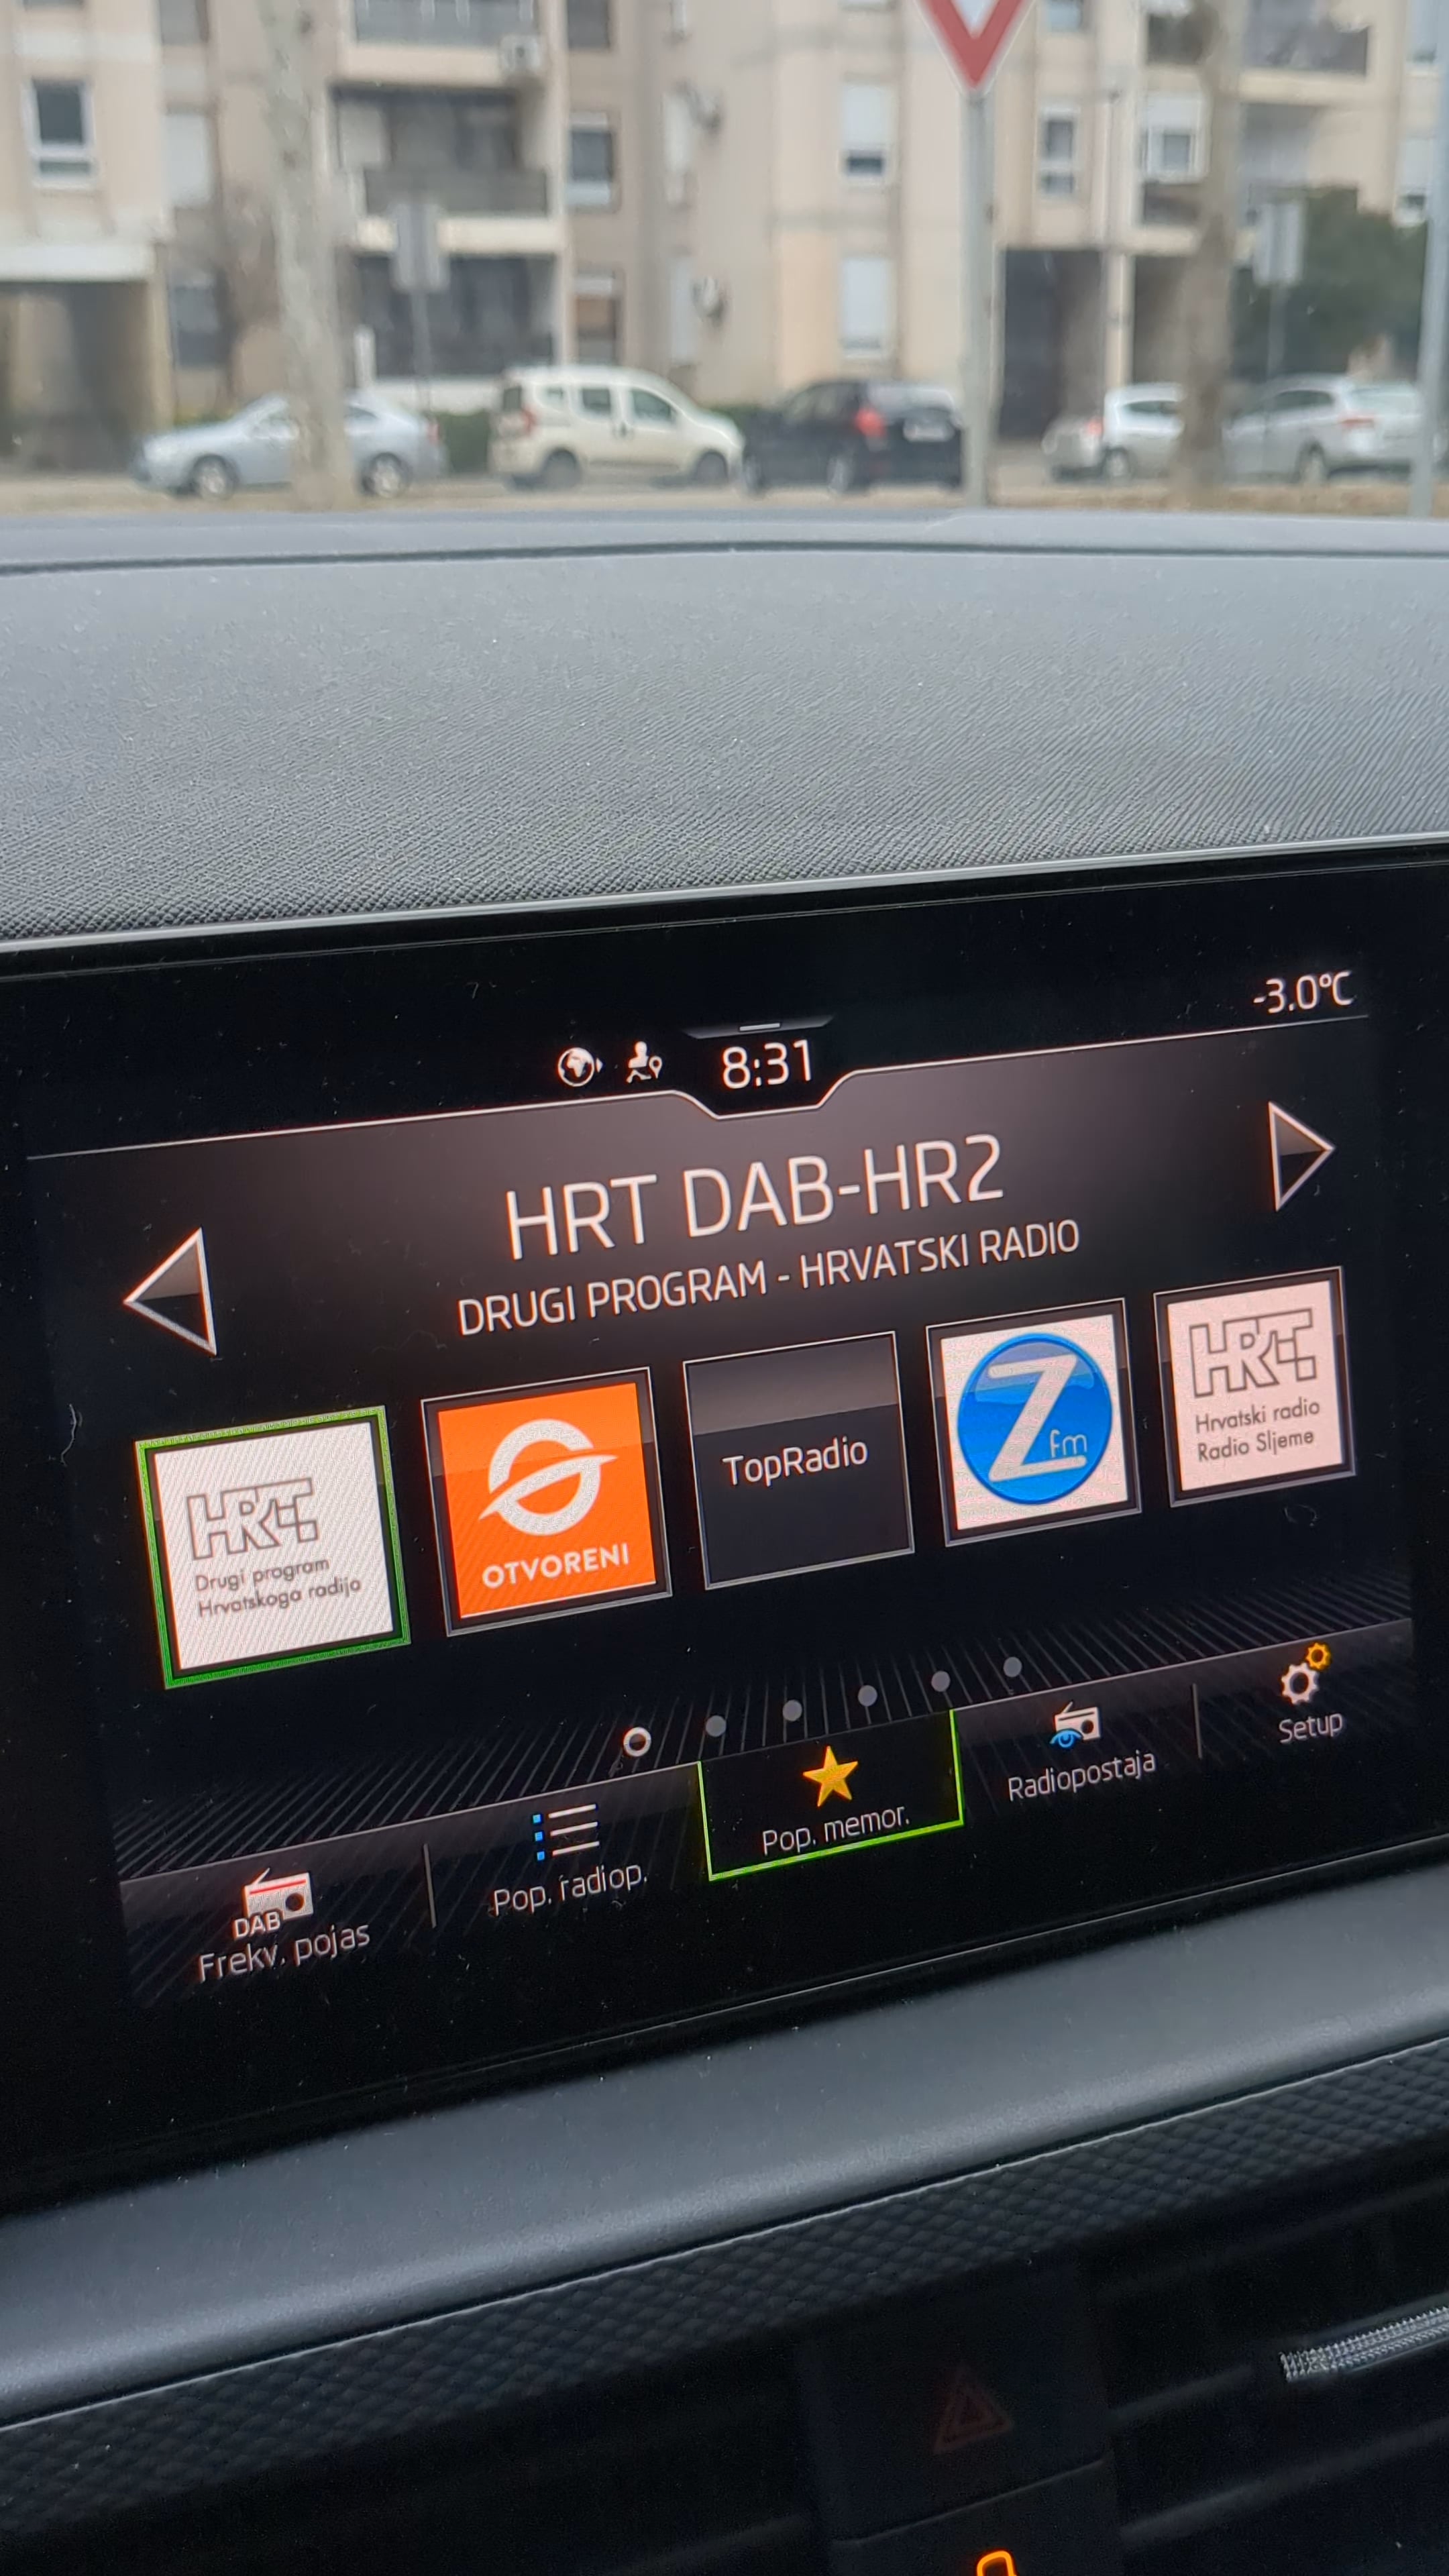 -3.0°C
8:31
HRT DAB-HR2
DRUGI PROGRAM - HRVATSKI RADIO
HRT
Drugi program
Hrvatskoga radija
OTVORENI
TopRadio
Z fm
HRT
Hrvatski radio
Radio Sljeme
DAB
Frekv. pojas
Pop. radiop.
Pop. memor.
Radiopostaja
Setup